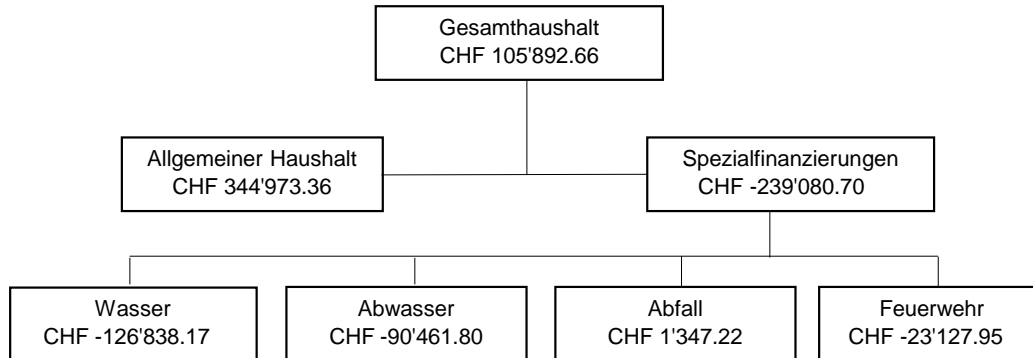 Gesamthaushalt
CHF 105'892.66
Allgemeiner Haushalt
CHF 344'973.36
Spezialfinanzierungen
CHF -239'080.70
Wasser
CHF -126'838.17
Abwasser
CHF -90'461.80
Abfall
CHF 1'347.22
Feuerwehr
CHF -23'127.95